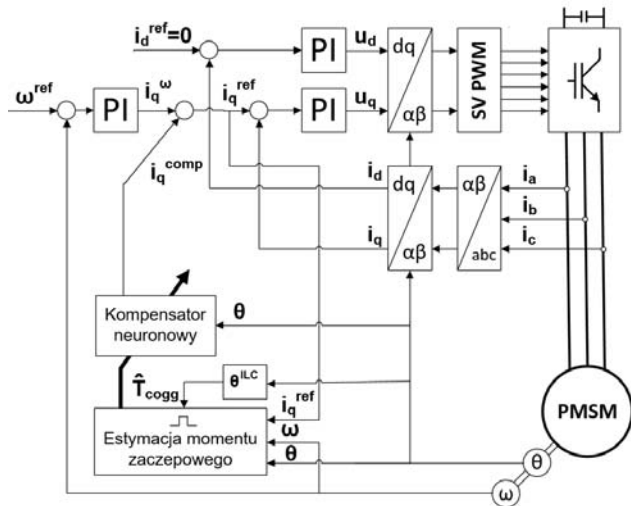 i_d^ref=0
PI
u_d
dq
αβ
SV PWM
ω^ref
PI
i_q^ω
i_q^ref
PI
u_q
i_q^comp
i_d
dq
αβ
i_a
i_b
i_q
αβ
abc
i_c
Kompensator
neuronowy
θ
T̂_cogg
θ^ILC
i_q^ref
Estymacja momentu
zaczepowego
ω
θ
PMSM
θ
ω